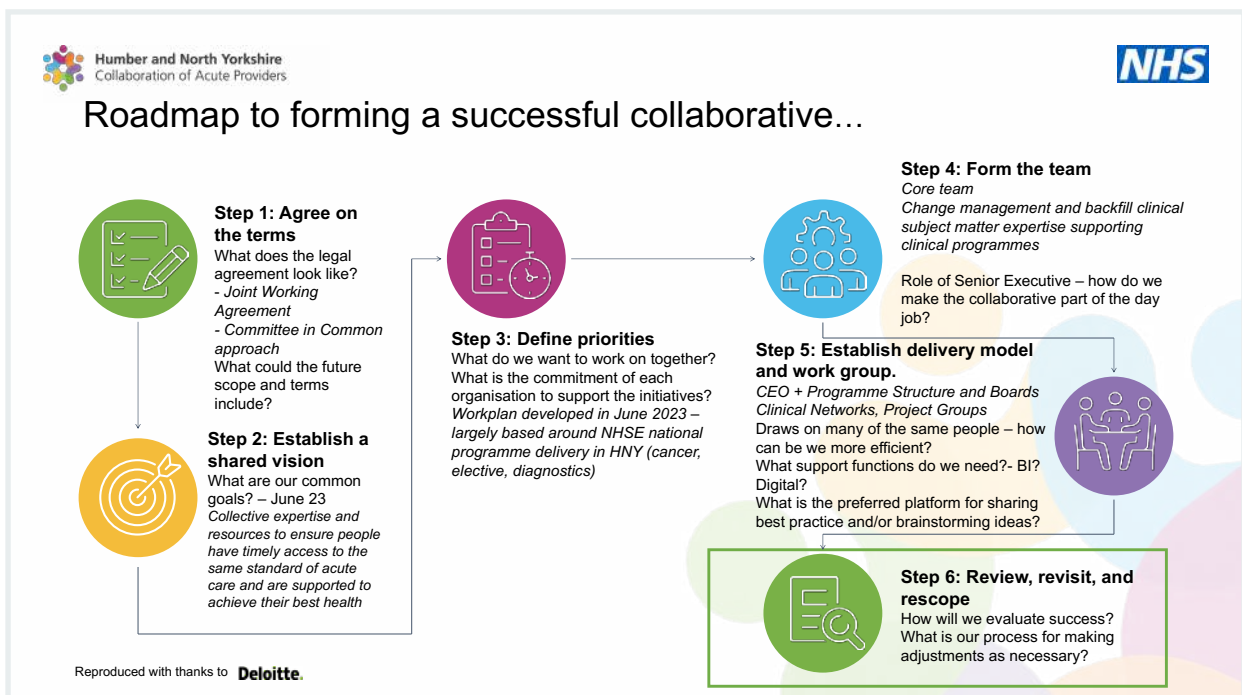 Humber and North Yorkshire
Collaboration of Acute Providers
NHS
Roadmap to forming a successful collaborative...
Step 1: Agree on
the terms
What does the legal
agreement look like?
- Joint Working
Agreement
- Committee in Common
approach
What could the future
scope and terms
include?
Step 2: Establish a
shared vision
What are our common
goals? – June 23
Collective expertise and
resources to ensure people
have timely access to the
same standard of acute
care and are supported to
achieve their best health
Step 3: Define priorities
What do we want to work on together?
What is the commitment of each
organisation to support the initiatives?
Workplan developed in June 2023 –
largely based around NHSE national
programme delivery in HNY (cancer,
elective, diagnostics)
Step 4: Form the team
Core team
Change management and backfill clinical
subject matter expertise supporting
clinical programmes
Role of Senior Executive – how do we
make the collaborative part of the day
job?
Step 5: Establish delivery model
and work group.
CEO + Programme Structure and Boards
Clinical Networks, Project Groups
Draws on many of the same people – how
can be we more efficient?
What support functions do we need?- BI?
Digital?
What is the preferred platform for sharing
best practice and/or brainstorming ideas?
Step 6: Review, revisit, and
rescope
How will we evaluate success?
What is our process for making
adjustments as necessary?
Reproduced with thanks to Deloitte.